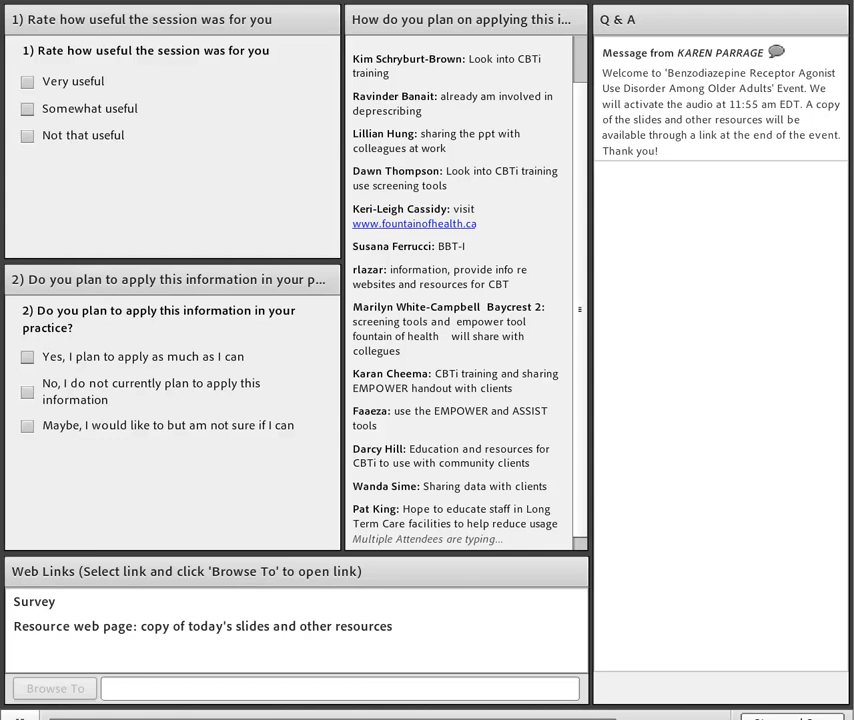 1) Rate how useful the session was for you
1) Rate how useful the session was for you
Very useful
Somewhat useful
Not that useful
2) Do you plan to apply this information in your p...
2) Do you plan to apply this information in your
practice?
Yes, I plan to apply as much as I can
No, I do not currently plan to apply this
information
Maybe, I would like to but am not sure if I can
How do you plan on applying this i...
Kim Schryburt-Brown: Look into CBTi
training
Ravinder Banait: already am involved in
deprescribing
Lillian Hung: sharing the ppt with
colleagues at work
Dawn Thompson: Look into CBTi training
use screening tools
Keri-Leigh Cassidy: visit
www.fountainofhealth.ca
Susana Ferrucci: BBT-I
rlazar: information, provide info re
websites and resources for CBT
Marilyn White-Campbell Baycrest 2:
screening tools and empower tool
fountain of health will share with
collegues
Karan Cheema: CBTi training and sharing
EMPOWER handout with clients
Faaeza: use the EMPOWER and ASSIST
tools
Darcy Hill: Education and resources for
CBTi to use with community clients
Wanda Sime: Sharing data with clients
Pat King: Hope to educate staff in Long
Term Care facilities to help reduce usage
Multiple Attendees are typing...
Q & A
Message from KAREN PARRAGE
Welcome to 'Benzodiazepine Receptor Agonist
Use Disorder Among Older Adults' Event. We
will activate the audio at 11:55 am EDT. A copy
of the slides and other resources will be
available through a link at the end of the event.
Thank you!
Web Links (Select link and click 'Browse To' to open link)
Survey
Resource web page: copy of today's slides and other resources
Browse To